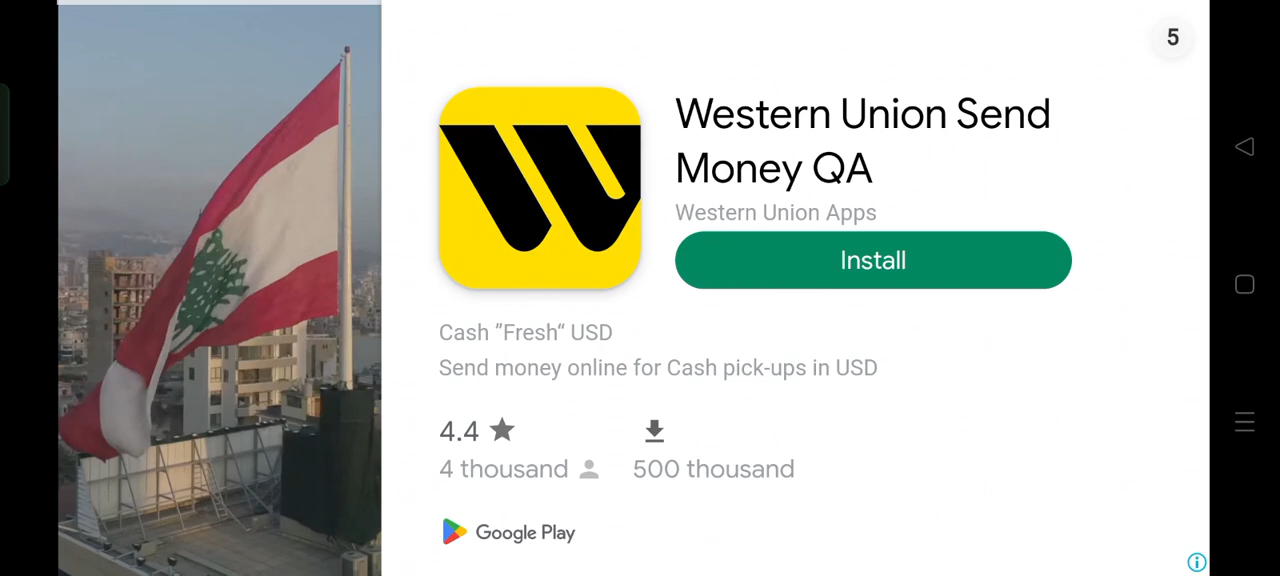 5
Western Union Send
Money QA
Western Union Apps
Install
Cash ”Fresh“ USD
Send money online for Cash pick-ups in USD
4.4
4 thousand
500 thousand
Google Play